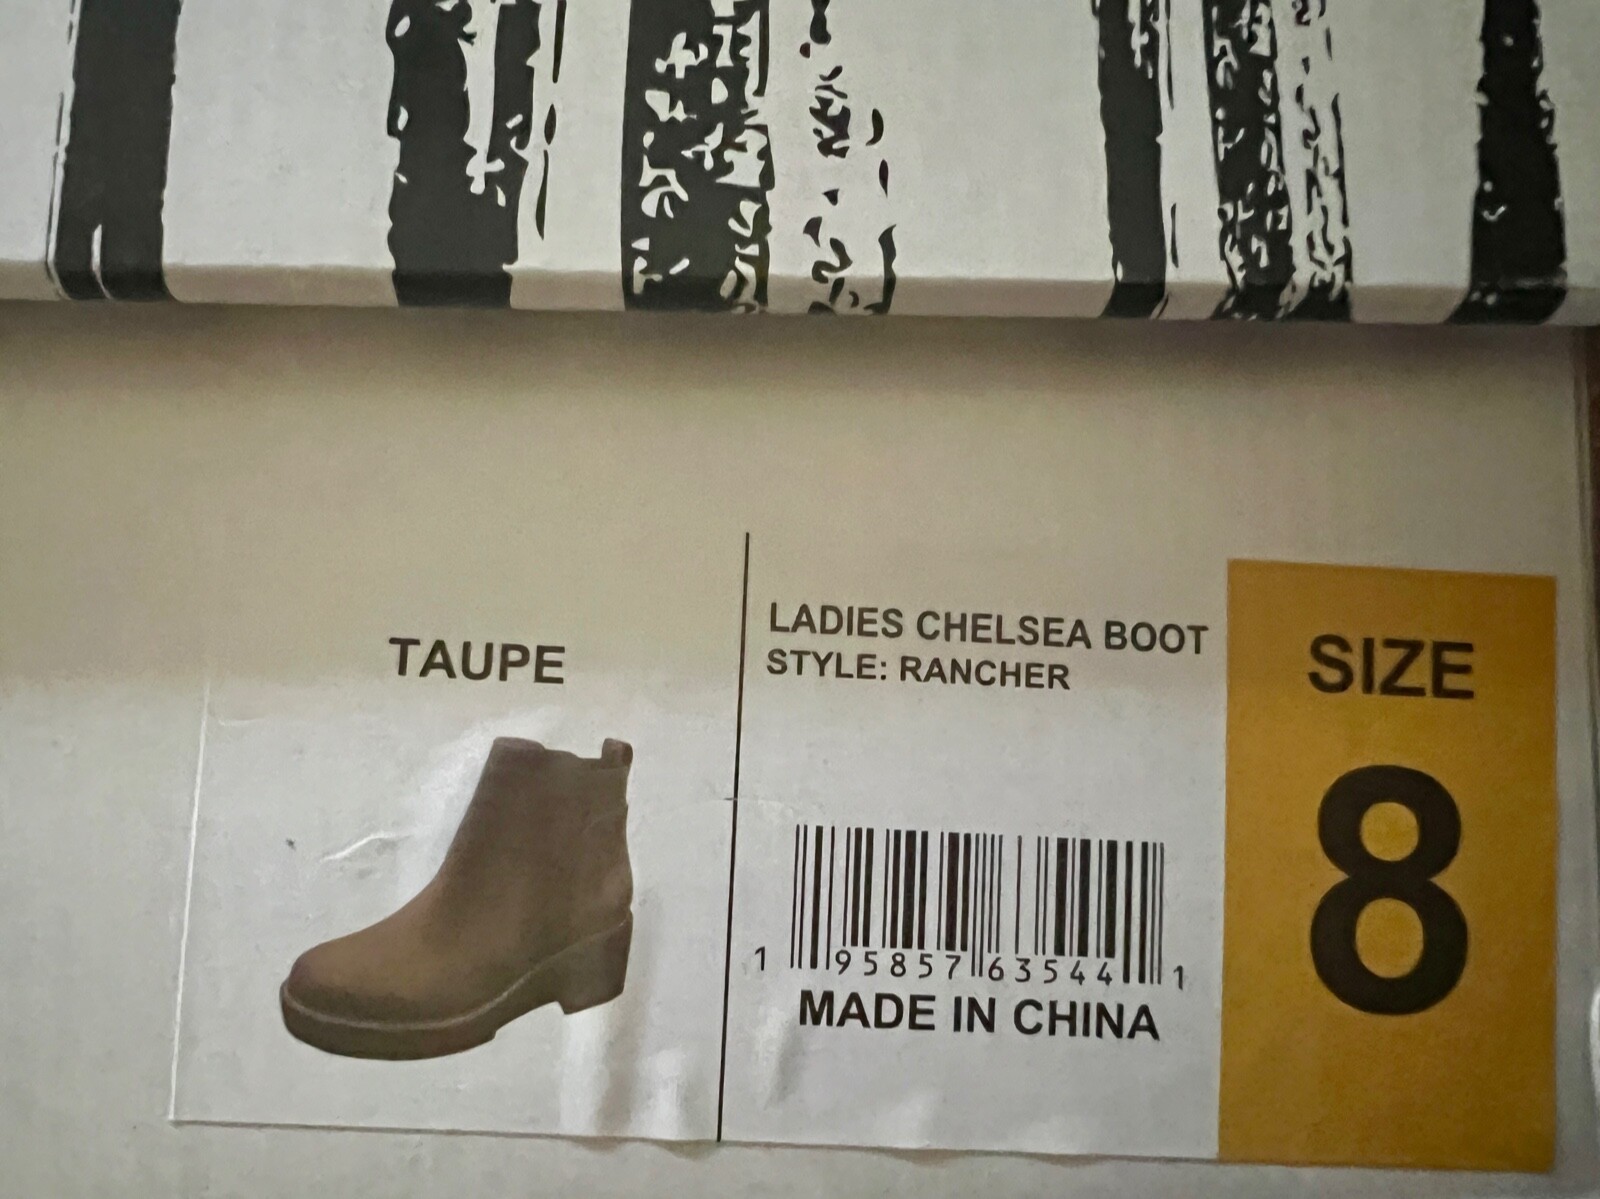 TAUPE
LADIES CHELSEA BOOT
STYLE: RANCHER
1 95857 63544 1
MADE IN CHINA
SIZE
8